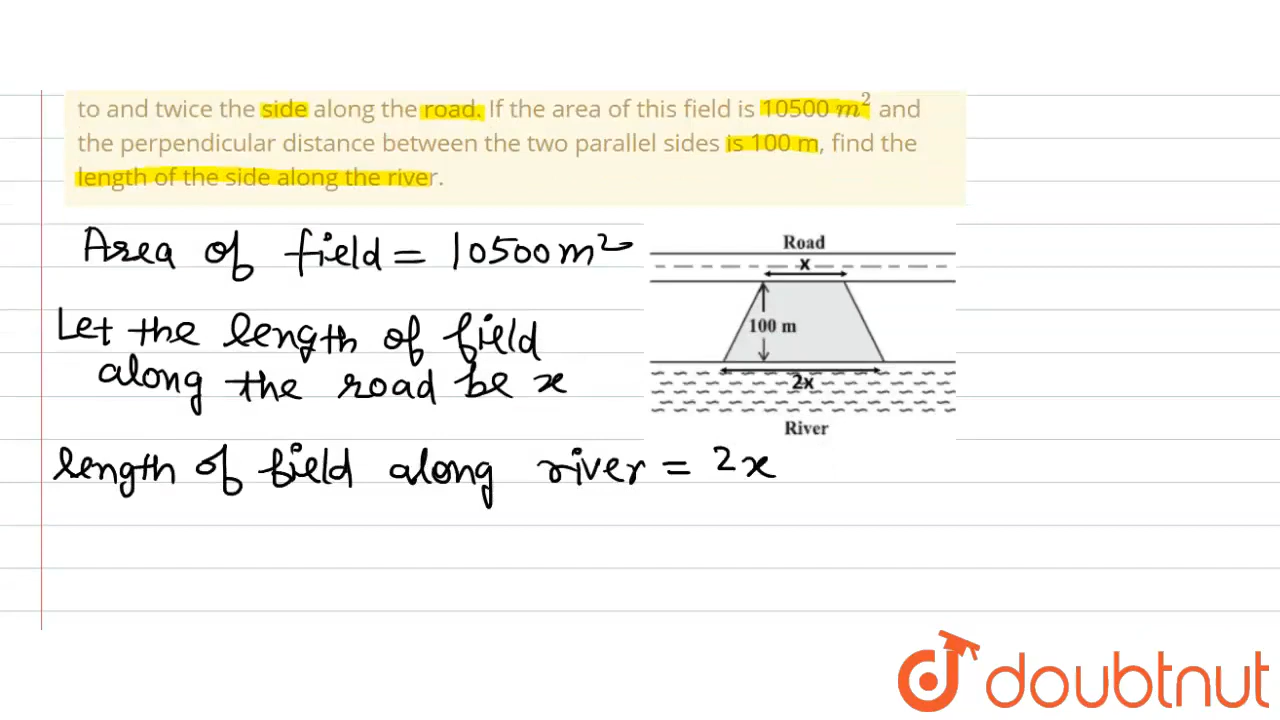 to and twice the side along the road. If the area of this field is 10500 m² and
the perpendicular distance between the two parallel sides is 100 m, find the
length of the side along the river.
Area of field = 10500m²
Let the length of field
along the road be x
length of field along river = 2x
Road
x
100 m
2x
River
doubtnut